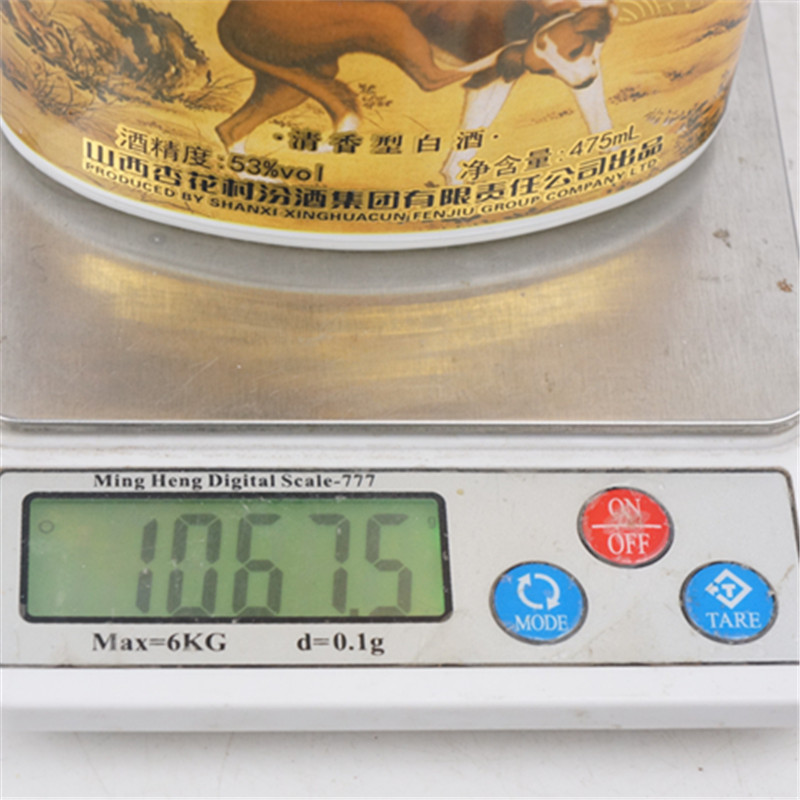 ·清香型白酒·
酒精度:53%vol
净含量:475mL
山西杏花村汾酒集团有限责任公司出品
PRODUCED BY SHANXI XINGHUACUN FENJIU GROUP COMPANY LTD.
Ming Heng Digital Scale-777
1067.5 g
ON
OFF
MODE
TARE
Max=6KG d=0.1g